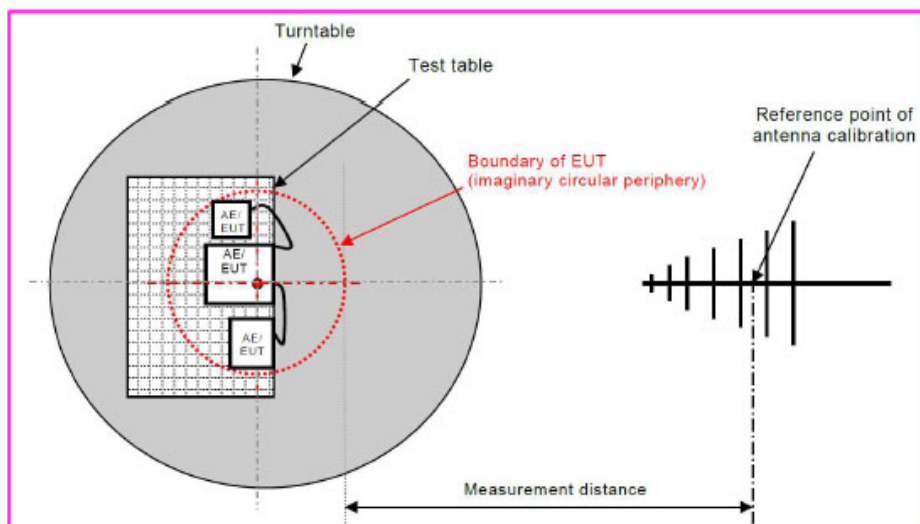 Turntable
Test table
Reference point of
antenna calibration
Boundary of EUT
(imaginary circular periphery)
AE/
EUT
AE/
EUT
AE/
EUT
Measurement distance